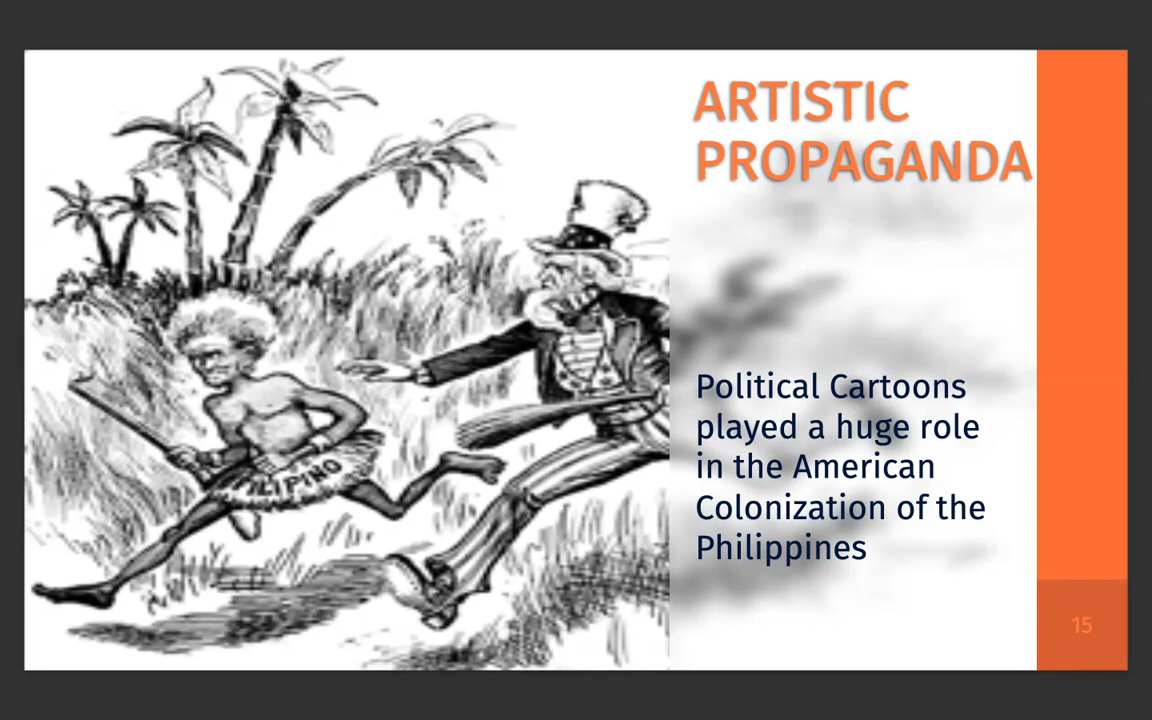 ARTISTIC
PROPAGANDA
FILIPINO
Political Cartoons
played a huge role
in the American
Colonization of the
Philippines
15